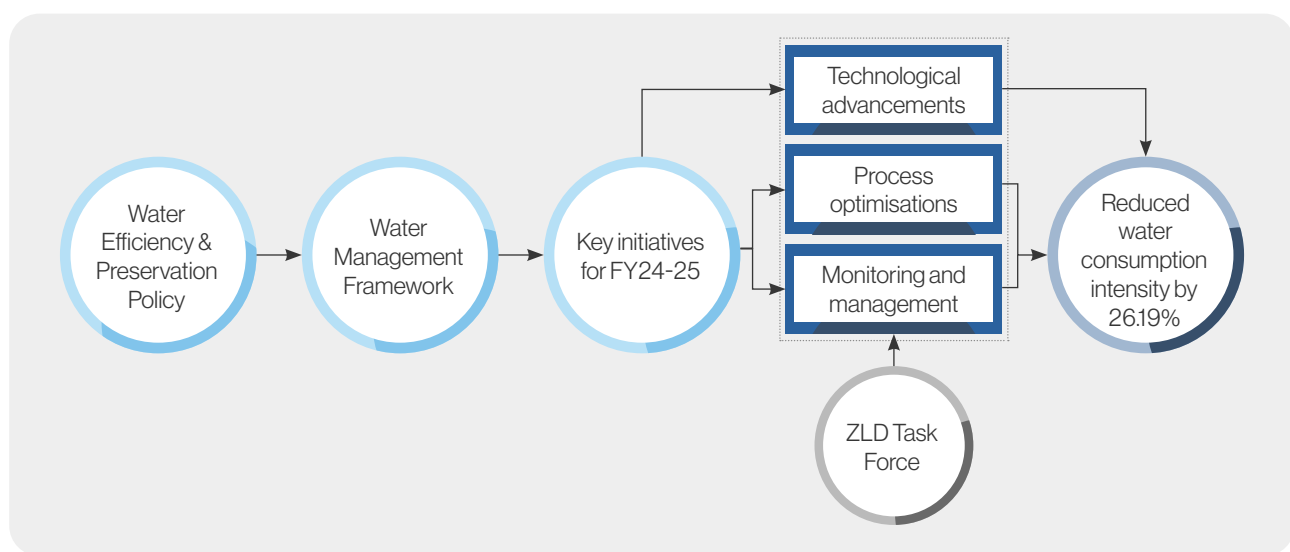 Water
Efficiency &
Preservation
Policy
Water
Management
Framework
Key initiatives
for FY24-25
Technological
advancements
Process
optimisations
Monitoring and
management
ZLD Task
Force
Reduced
water
consumption
intensity by
26.19%